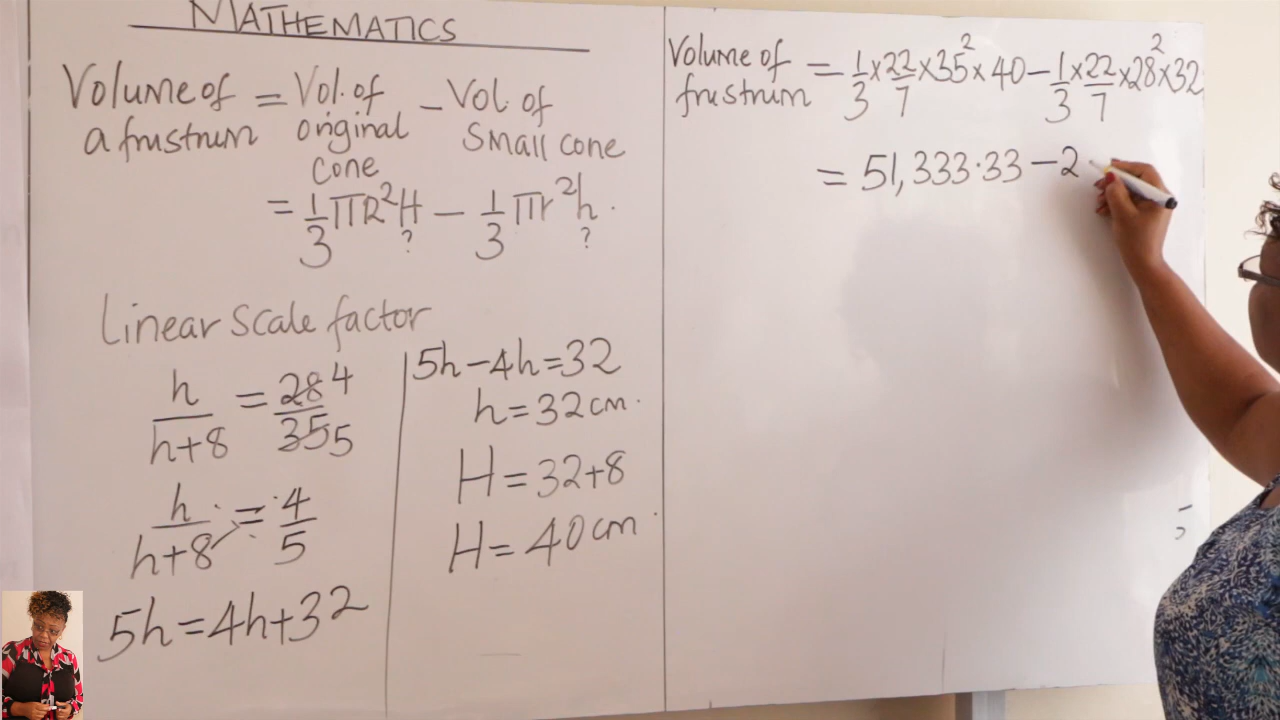 MATHEMATICS
Volume of a frustrum = Vol. of original cone – Vol. of small cone
= 1/3 πR²H – 1/3 πr²h.
? ?
Linear scale factor
h/(h+8) = 28/35 4/5
h/(h+8) = 4/5
5h = 4h + 32
5h – 4h = 32
h = 32 cm.
H = 32 + 8
H = 40 cm.
Volume of frustrum = 1/3 × 22/7 × 35² × 40 – 1/3 × 22/7 × 28² × 32
= 51,333·33 – 2